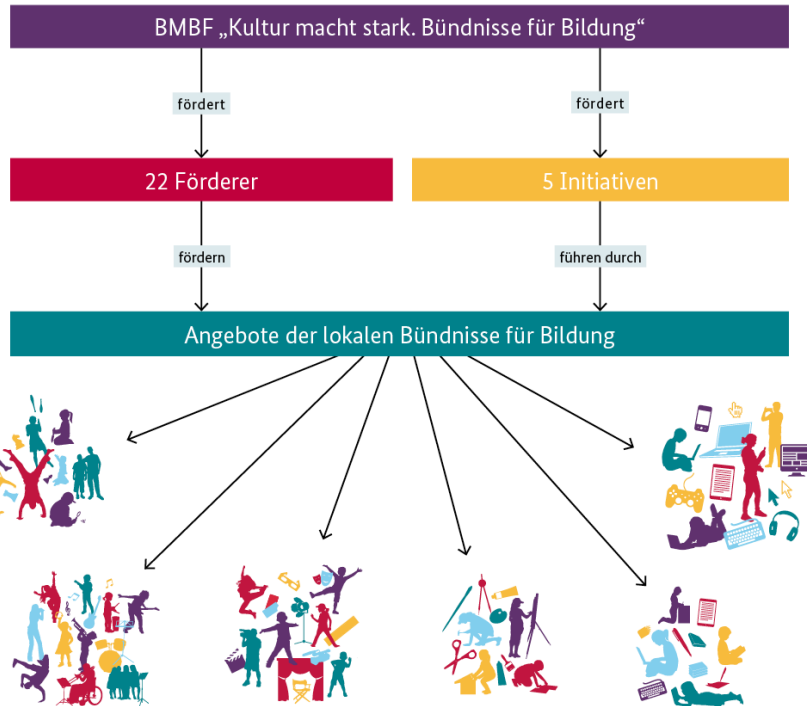 BMBF „Kultur macht stark. Bündnisse für Bildung“
fördert
fördert
22 Förderer
5 Initiativen
fördern
führen durch
Angebote der lokalen Bündnisse für Bildung